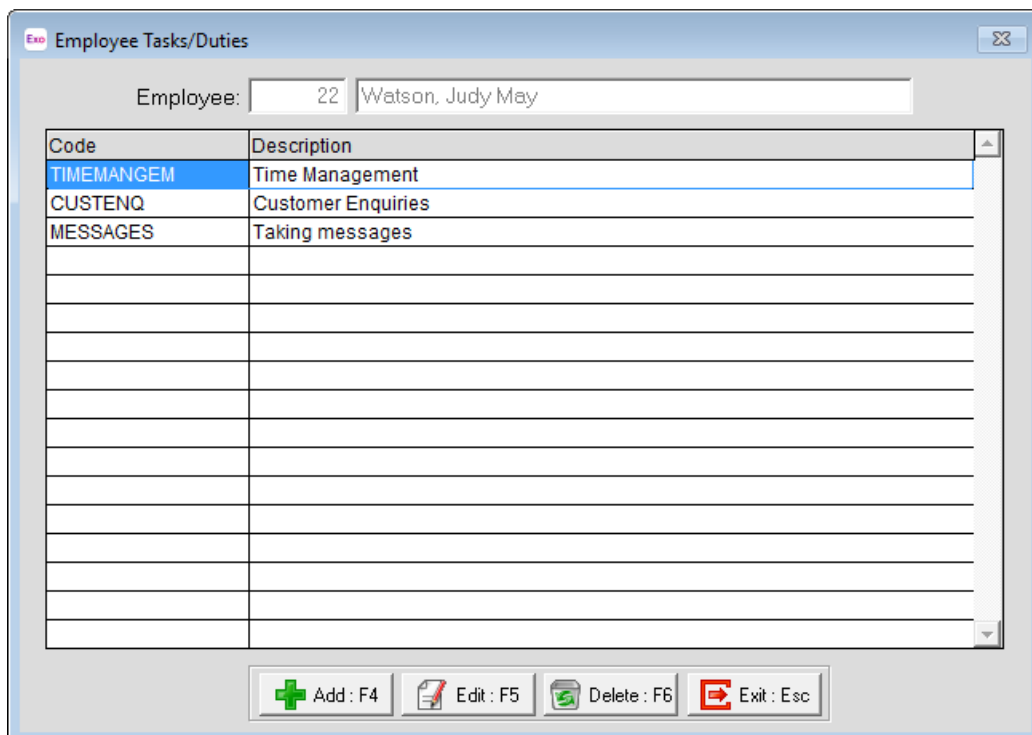 Exo Employee Tasks/Duties
Employee: 22 Watson, Judy May
Code Description
TIMEMANGEM Time Management
CUSTENQ Customer Enquiries
MESSAGES Taking messages
Add : F4 Edit : F5 Delete : F6 Exit : Esc